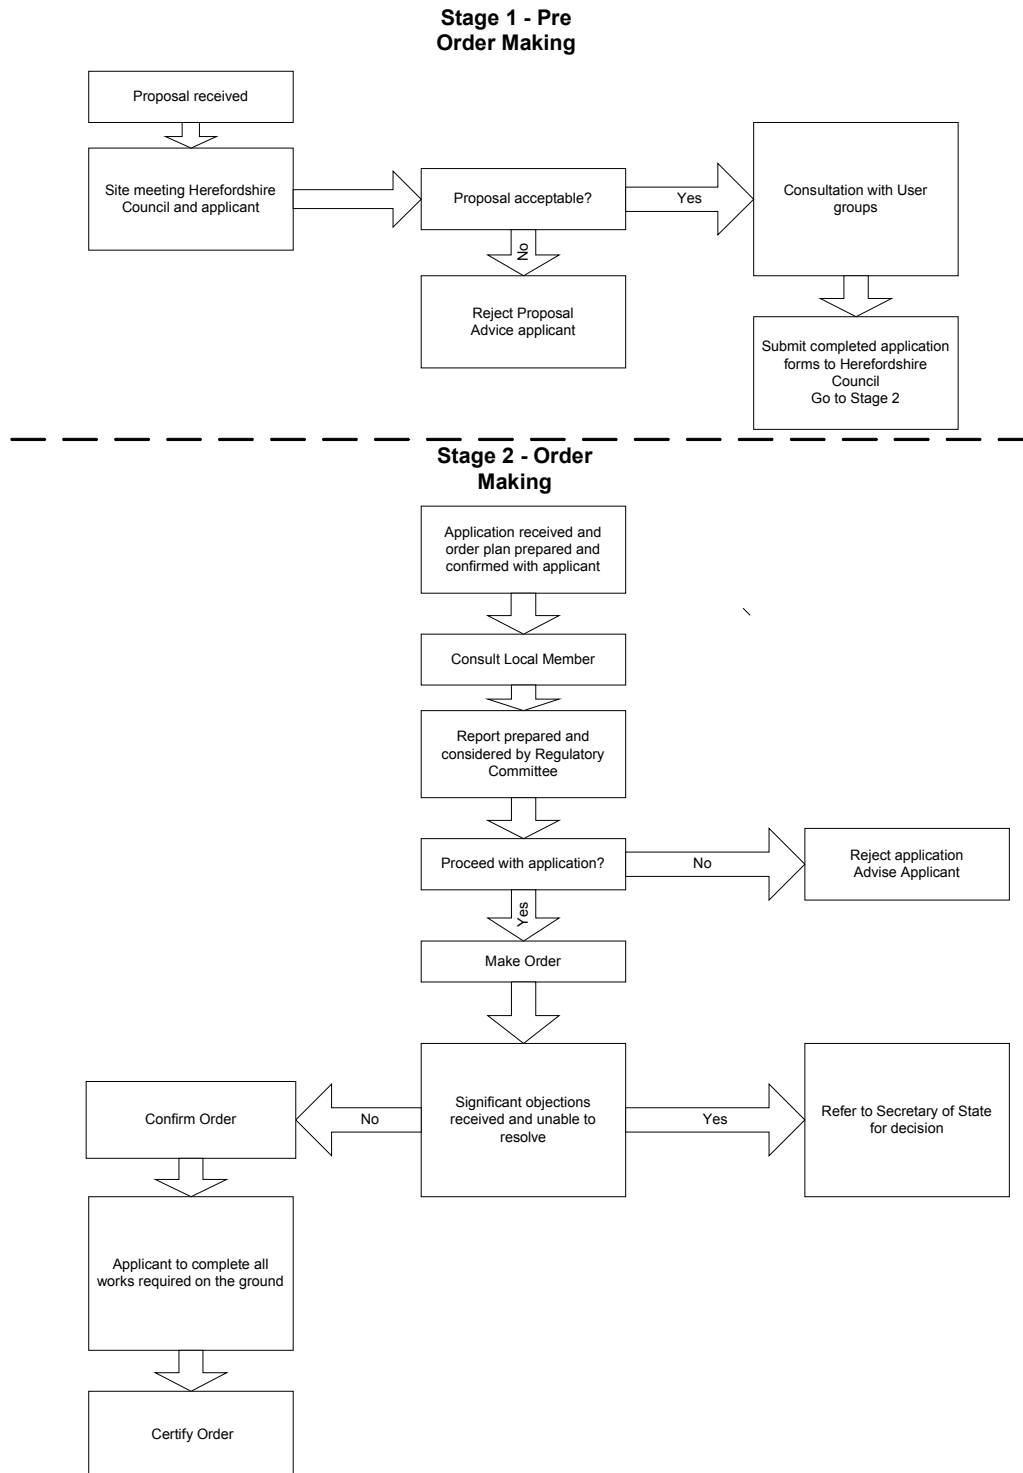 Stage 1 - Pre
Order Making
Proposal received
Site meeting Herefordshire
Council and applicant
Proposal acceptable?
Yes
Consultation with User
groups
No
Reject Proposal
Advice applicant
Submit completed application
forms to Herefordshire
Council
Go to Stage 2
Stage 2 - Order
Making
Application received and
order plan prepared and
confirmed with applicant
Consult Local Member
Report prepared and
considered by Regulatory
Committee
Proceed with application?
No
Reject application
Advise Applicant
Yes
Make Order
Confirm Order
No
Significant objections
received and unable to
resolve
Yes
Refer to Secretary of State
for decision
Applicant to complete all
works required on the ground
Certify Order